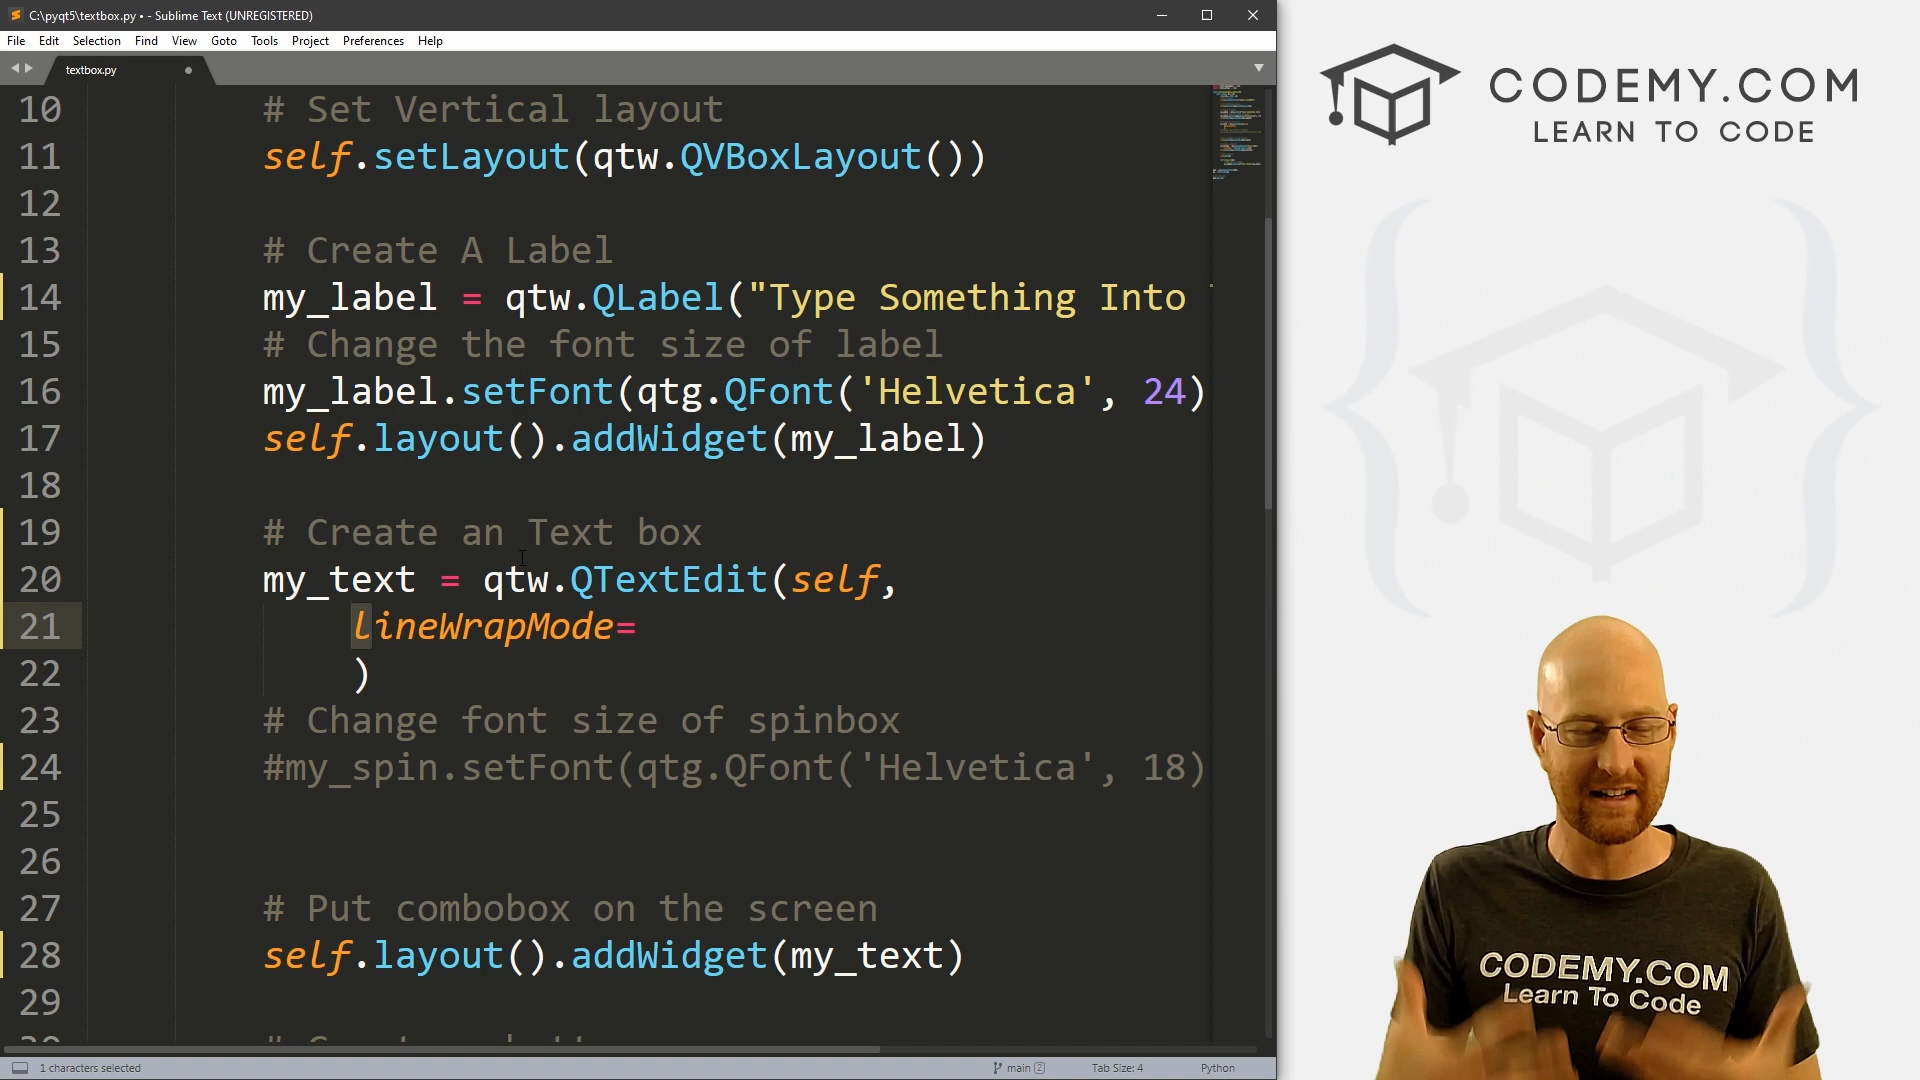 C:\pyqt5\textbox.py • - Sublime Text (UNREGISTERED)
File Edit Selection Find View Goto Tools Project Preferences Help
textbox.py
10 # Set Vertical layout
11 self.setLayout(qtw.QVBoxLayout())
12
13 # Create A Label
14 my_label = qtw.QLabel("Type Something Into
15 # Change the font size of label
16 my_label.setFont(qtg.QFont('Helvetica', 24)
17 self.layout().addWidget(my_label)
18
19 # Create an Text box
20 my_text = qtw.QTextEdit(self,
21 lineWrapMode=
22 )
23 # Change font size of spinbox
24 #my_spin.setFont(qtg.QFont('Helvetica', 18)
25
26
27 # Put combobox on the screen
28 self.layout().addWidget(my_text)
29
1 characters selected main 2 Tab Size: 4 Python
CODEMY.COM
LEARN TO CODE
CODEMY.COM
Learn To Code